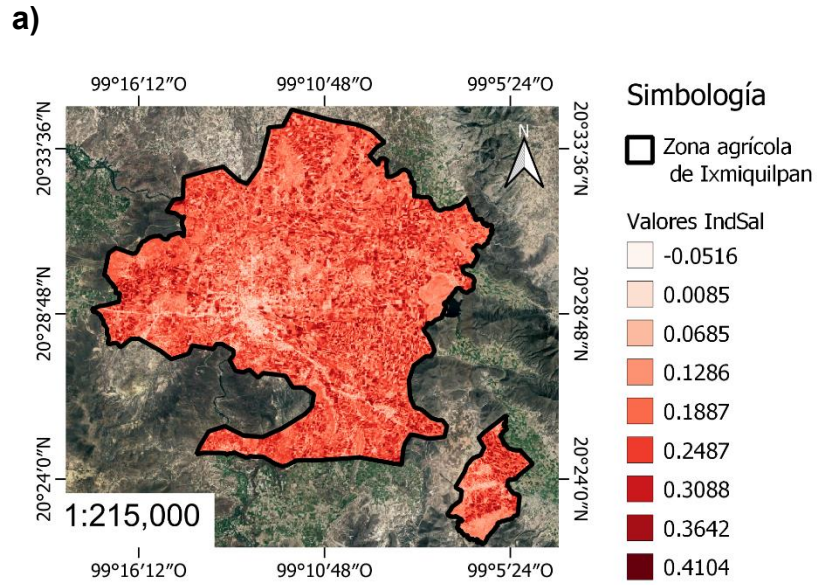 a)
99°16′12″O 99°10′48″O 99°5′24″O
20°33′36″N
20°28′48″N
20°24′0″N
N
20°33′36″N
20°28′48″N
20°24′0″N
1:215,000
99°16′12″O 99°10′48″O 99°5′24″O
Simbología
Zona agrícola
de Ixmiquilpan
Valores IndSal
-0.0516
0.0085
0.0685
0.1286
0.1887
0.2487
0.3088
0.3642
0.4104